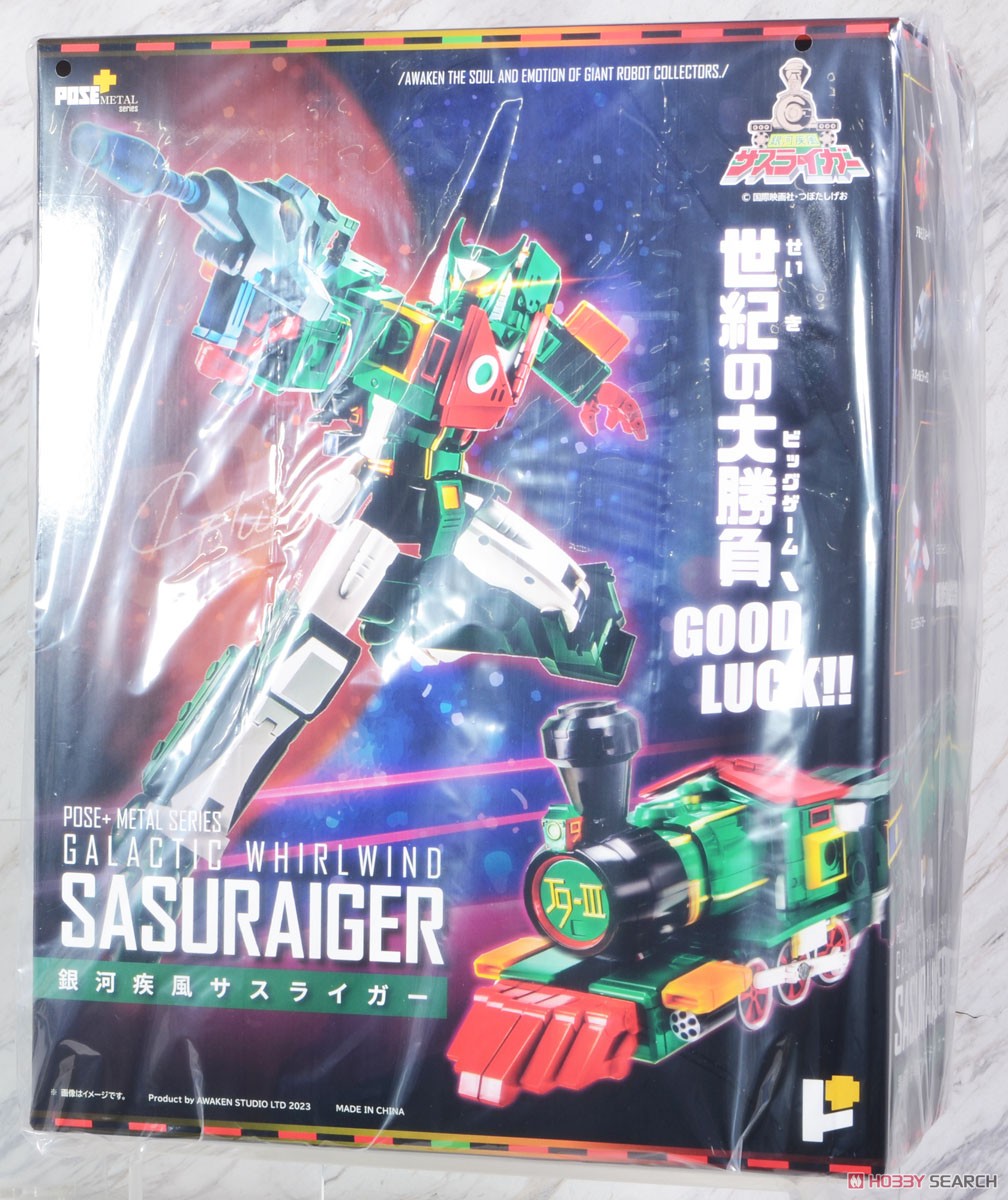 /AWAKEN THE SOUL AND EMOTION OF GIANT ROBOT COLLECTORS./
POSE+ METAL
series
サスライガー
© 国際映画社・つぼたしげお
世紀の大勝負、
せいき
ビッグゲーム
GOOD
LUCK!!
POSE+ METAL SERIES
GALACTIC WHIRLWIND
SASURAIGER
銀河疾風サスライガー
J9-III
※ 画像はイメージです。
Product by AWAKEN STUDIO LTD 2023
MADE IN CHINA
HOBBY SEARCH